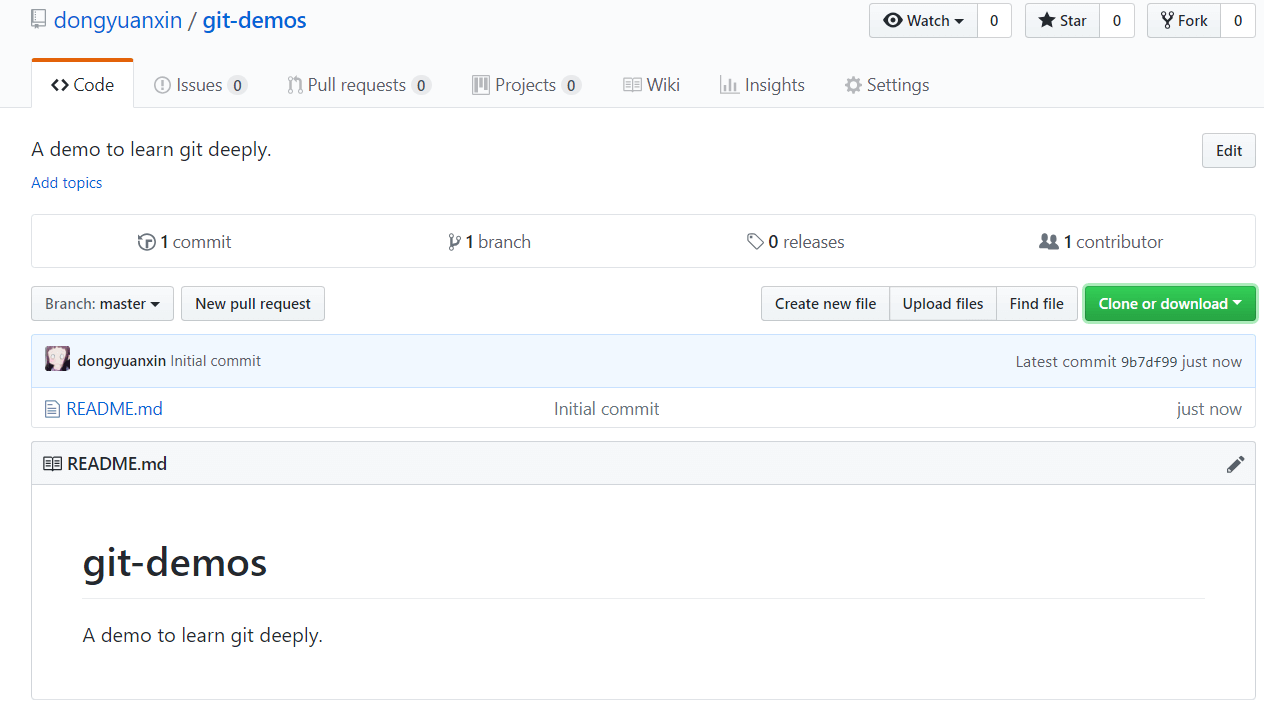 dongyuanxin / git-demos Watch 0 Star 0 Fork 0
Code Issues 0 Pull requests 0 Projects 0 Wiki Insights Settings
A demo to learn git deeply. Edit
Add topics
1 commit 1 branch 0 releases 1 contributor
Branch: master New pull request Create new file Upload files Find file Clone or download
dongyuanxin Initial commit Latest commit 9b7df99 just now
README.md Initial commit just now
README.md
git-demos
A demo to learn git deeply.